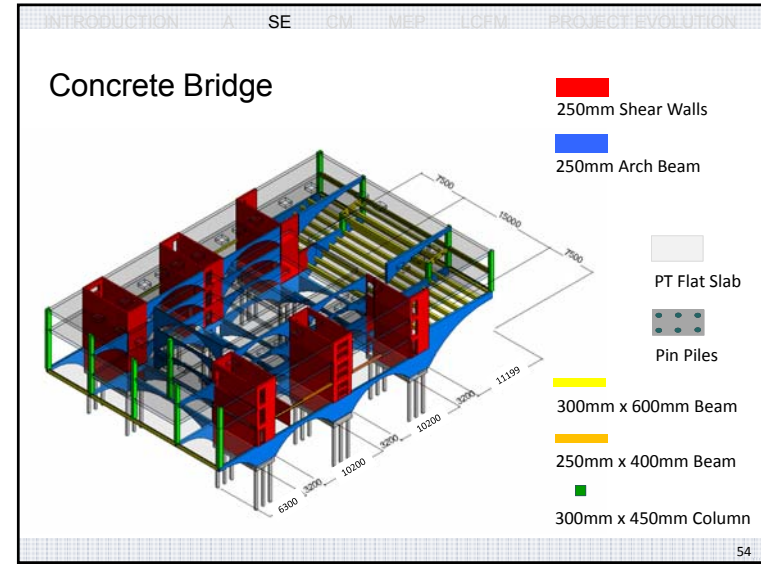 INTRODUCTION A SE CM MEP LCFM PROJECT EVOLUTION
Concrete Bridge
250mm Shear Walls
250mm Arch Beam
PT Flat Slab
Pin Piles
300mm x 600mm Beam
250mm x 400mm Beam
300mm x 450mm Column
7500
15000
7500
11199
3200
10200
3200
10200
3200
6300
54